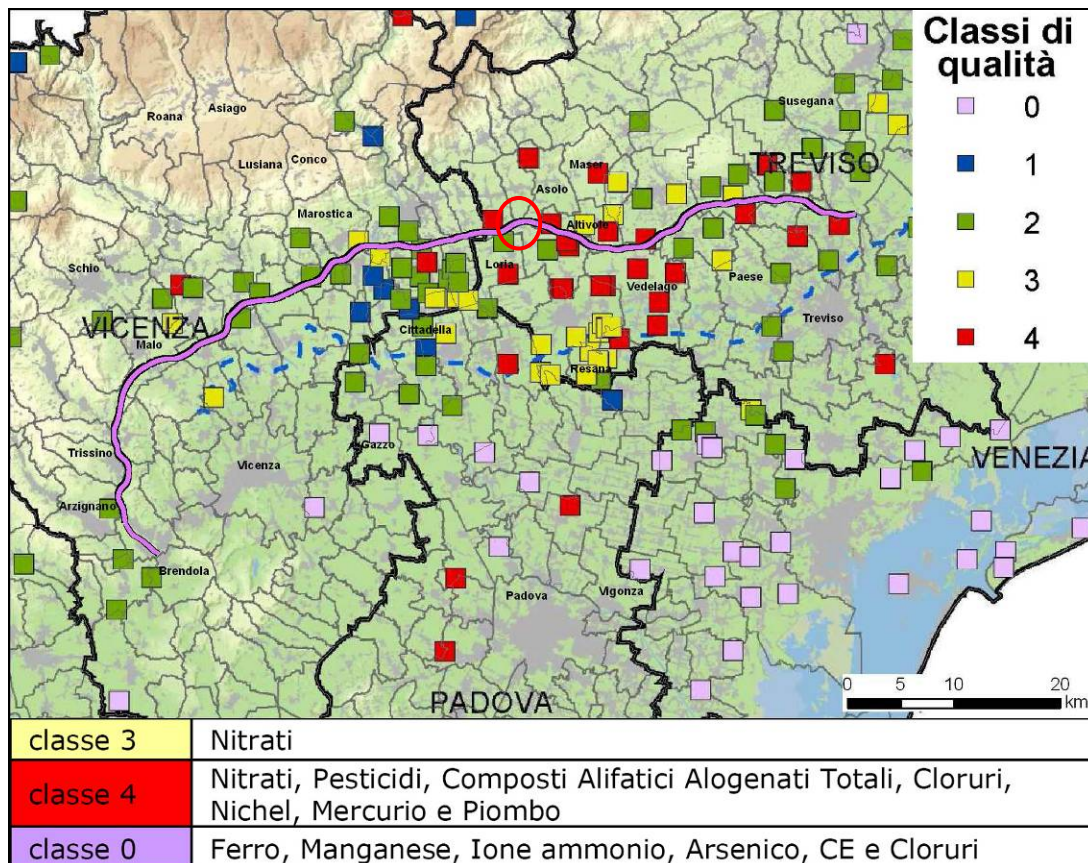 Classi di
qualità
0
1
2
3
4
Susegana
Roana
Asiago
TREVISO
Lusiana
Conco
Maser
Asolo
Marostica
Altivole
Schio
Loria
Paese
Vedelago
Treviso
VICENZA
Malo
Cittadella
Resana
Gazzo
Trissino
Vicenza
VENEZIA
Arzignano
Brendola
Padova
Vigonza
PADOVA
0 5 10 20
km
classe 3 Nitrati
classe 4 Nitrati, Pesticidi, Composti Alifatici Alogenati Totali, Cloruri,
Nichel, Mercurio e Piombo
classe 0 Ferro, Manganese, Ione ammonio, Arsenico, CE e Cloruri